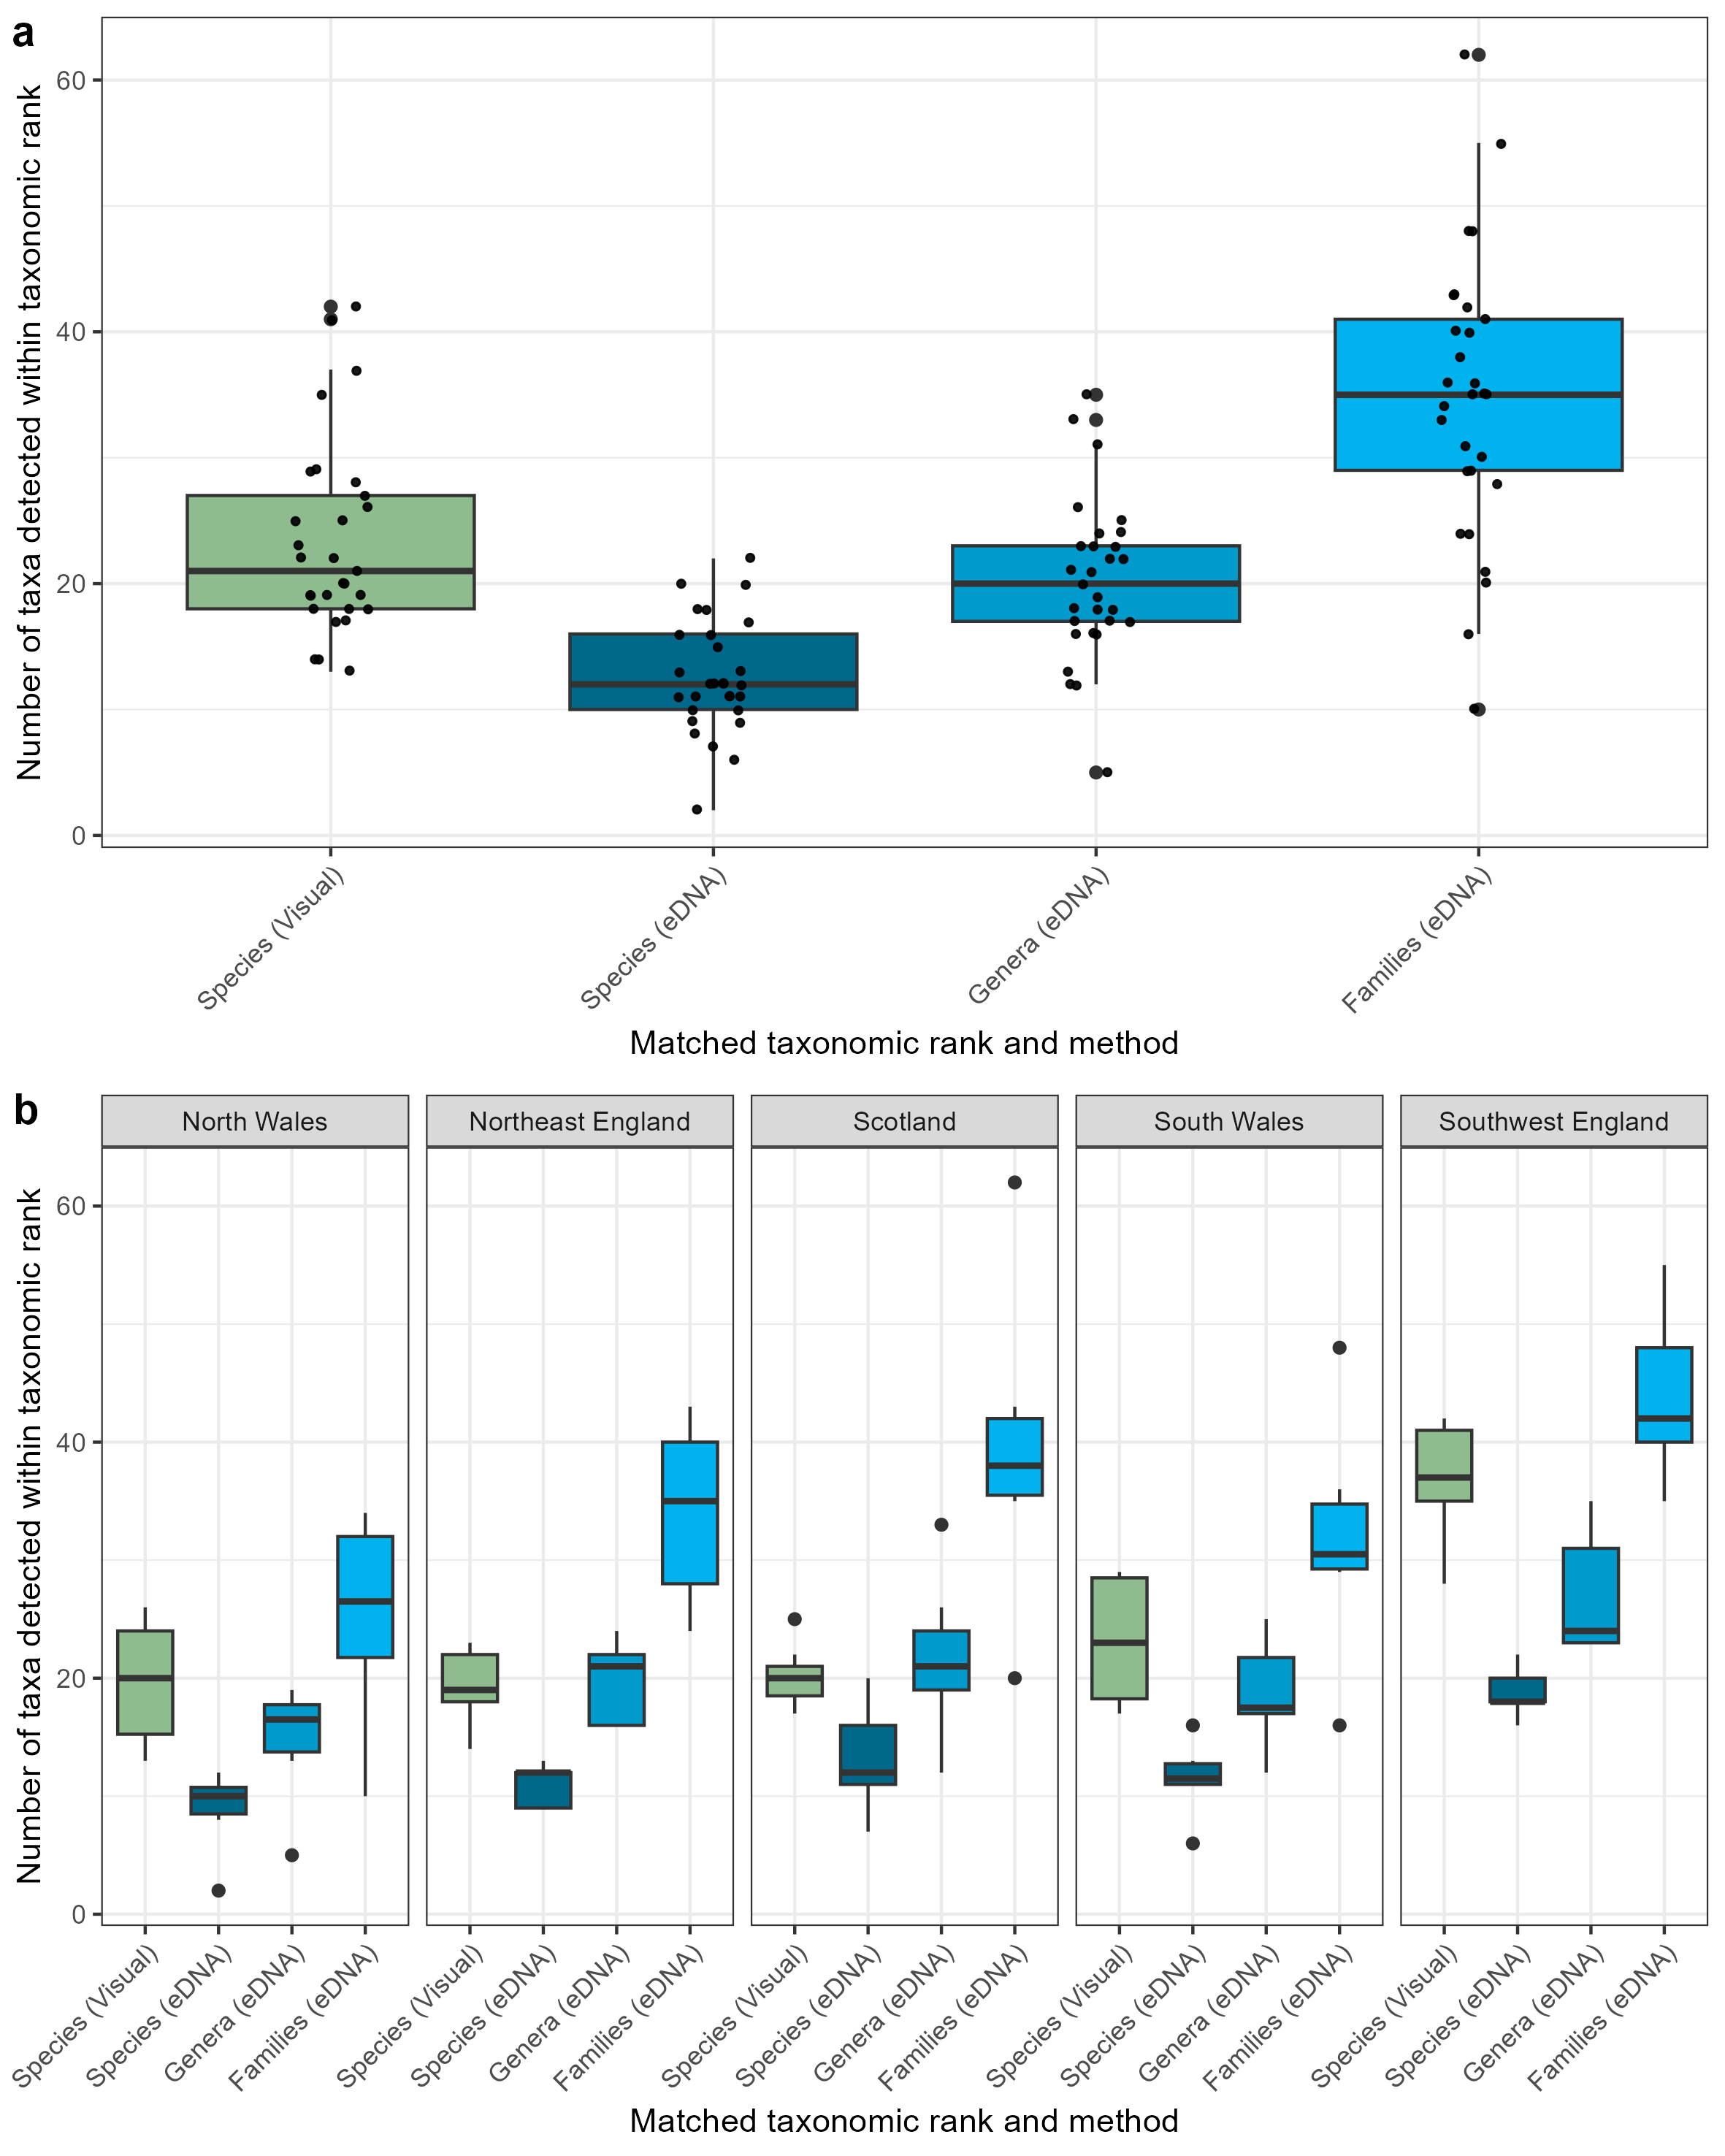 a
Number of taxa detected within taxonomic rank
60
40
20
0
Species (Visual)
Species (eDNA)
Genera (eDNA)
Families (eDNA)
Matched taxonomic rank and method
b
North Wales
Northeast England
Scotland
South Wales
Southwest England
Number of taxa detected within taxonomic rank
60
40
20
0
Species (Visual)
Species (eDNA)
Genera (eDNA)
Families (eDNA)
Species (Visual)
Species (eDNA)
Genera (eDNA)
Families (eDNA)
Species (Visual)
Species (eDNA)
Genera (eDNA)
Families (eDNA)
Species (Visual)
Species (eDNA)
Genera (eDNA)
Families (eDNA)
Species (Visual)
Species (eDNA)
Genera (eDNA)
Families (eDNA)
Matched taxonomic rank and method